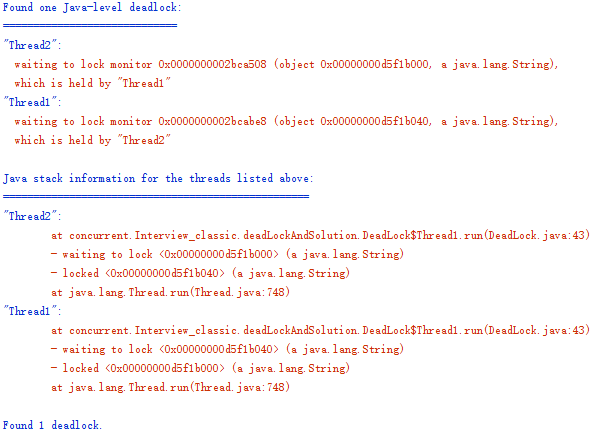 Found one Java-level deadlock:
=============================
"Thread2":
  waiting to lock monitor 0x0000000002bca508 (object 0x00000000d5f1b000, a java.lang.String),
  which is held by "Thread1"
"Thread1":
  waiting to lock monitor 0x0000000002bcabe8 (object 0x00000000d5f1b040, a java.lang.String),
  which is held by "Thread2"
Java stack information for the threads listed above:
===================================================
"Thread2":
        at concurrent.Interview_classic.deadLockAndSolution.DeadLock$Thread1.run(DeadLock.java:43)
        - waiting to lock <0x00000000d5f1b000> (a java.lang.String)
        - locked <0x00000000d5f1b040> (a java.lang.String)
        at java.lang.Thread.run(Thread.java:748)
"Thread1":
        at concurrent.Interview_classic.deadLockAndSolution.DeadLock$Thread1.run(DeadLock.java:43)
        - waiting to lock <0x00000000d5f1b040> (a java.lang.String)
        - locked <0x00000000d5f1b000> (a java.lang.String)
        at java.lang.Thread.run(Thread.java:748)
Found 1 deadlock.